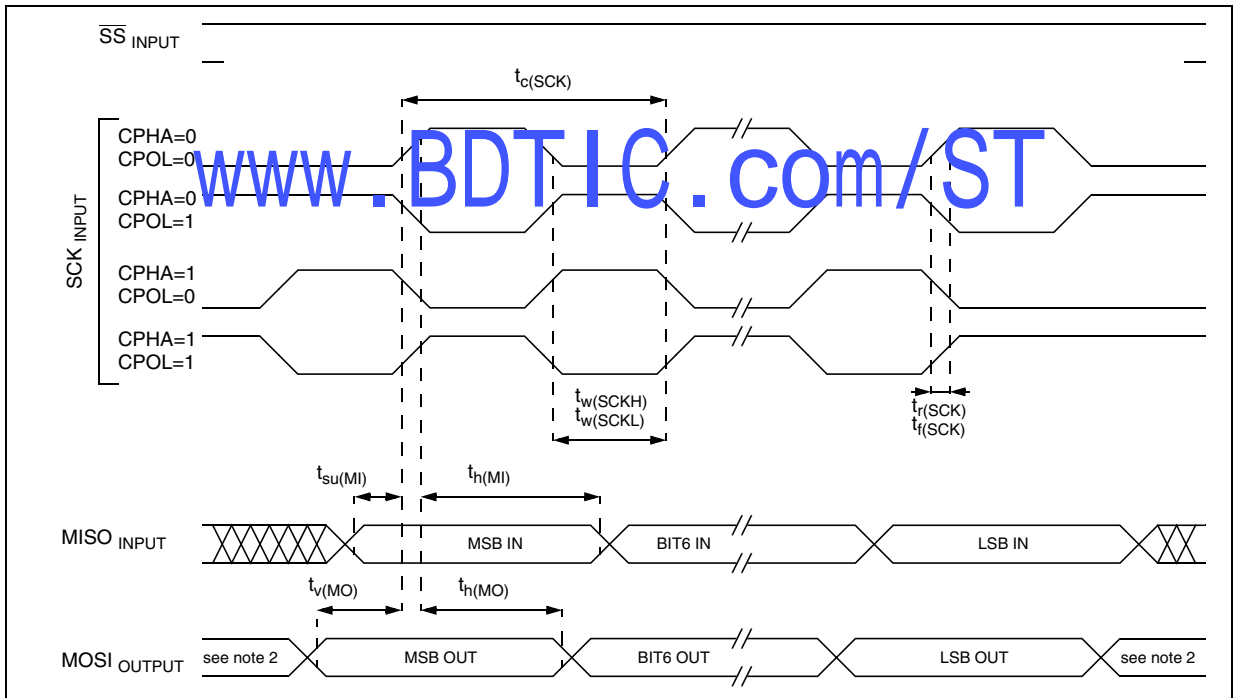 SS INPUT
tc(SCK)
SCK INPUT
CPHA=0
CPOL=0
www.BDTIC.com/ST
CPHA=0
CPOL=1
CPHA=1
CPOL=0
CPHA=1
CPOL=1
tw(SCKH)
tw(SCKL)
tr(SCK)
tf(SCK)
tsu(MI)
th(MI)
MISO INPUT
MSB IN
BIT6 IN
LSB IN
tv(MO)
th(MO)
MOSI OUTPUT
see note 2
MSB OUT
BIT6 OUT
LSB OUT
see note 2